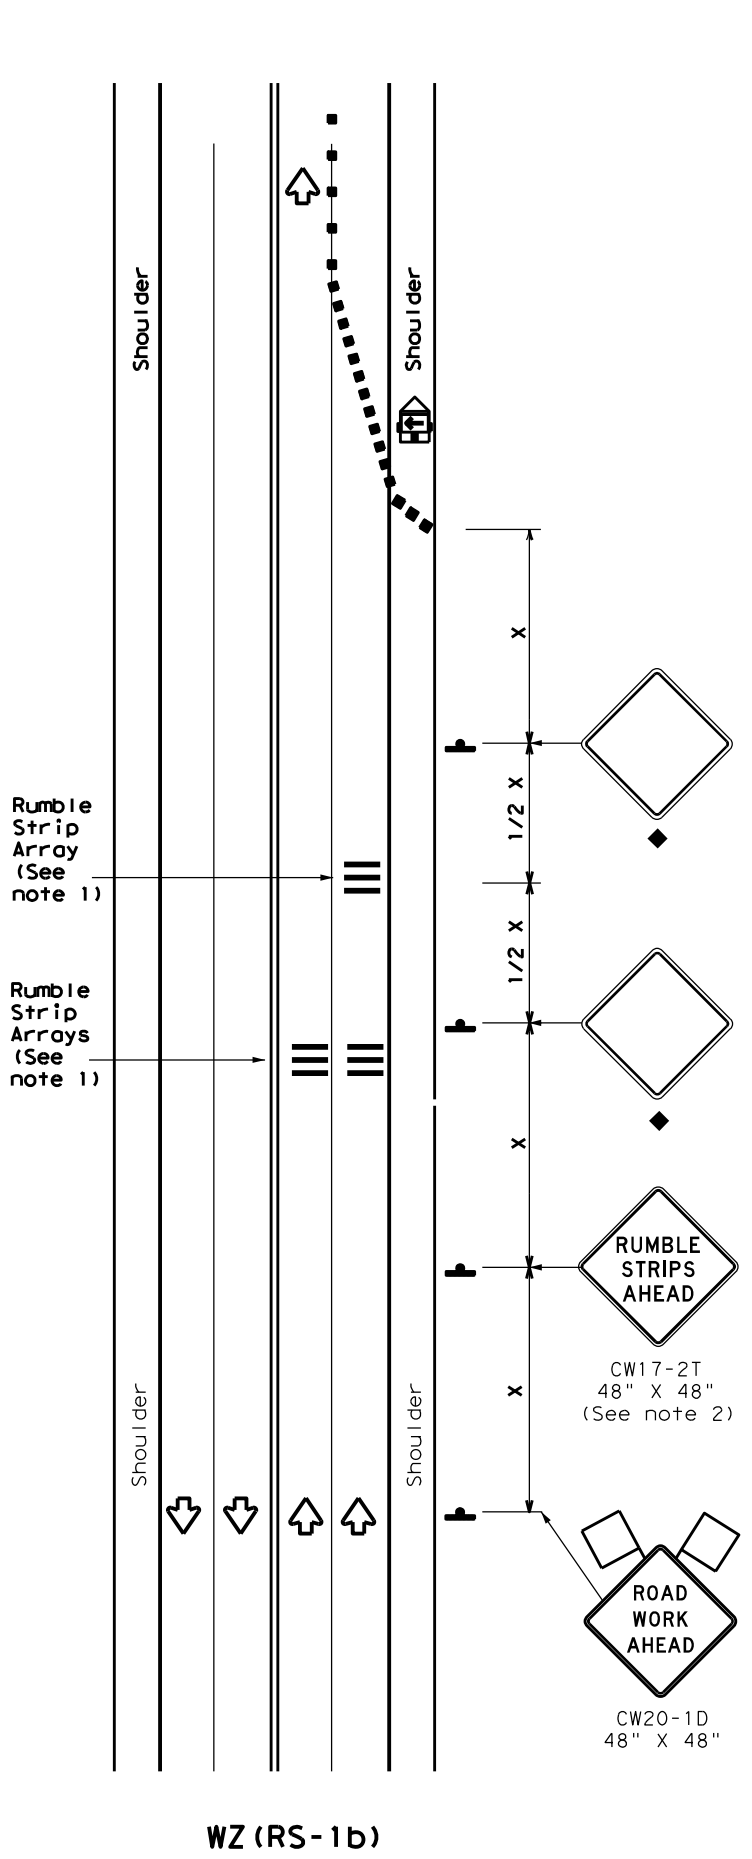 Shoulder
Shoulder
X
1/2 X
Rumble
Strip
Array
(See
note 1)
1/2 X
Rumble
Strip
Arrays
(See
note 1)
X
RUMBLE
STRIPS
AHEAD
CW17-2T
48" X 48"
(See note 2)
X
Shoulder
Shoulder
ROAD
WORK
AHEAD
CW20-1D
48" X 48"
WZ(RS-1b)